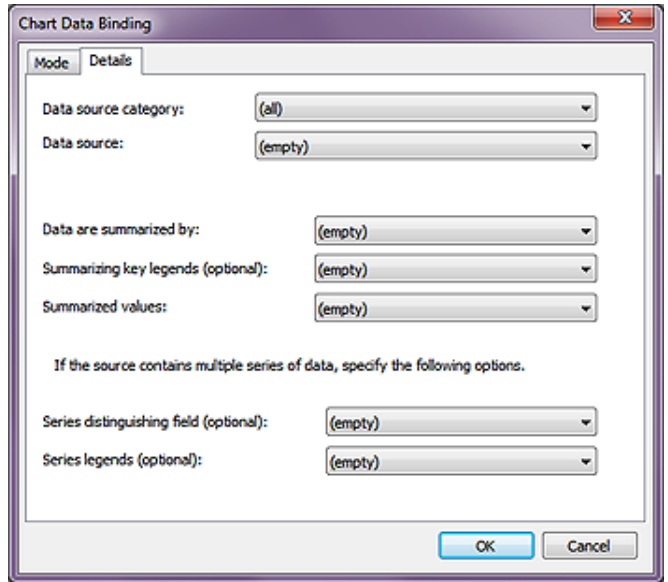 Chart Data Binding
Mode Details
Data source category: (all)
Data source: (empty)
Data are summarized by: (empty)
Summarizing key legends (optional): (empty)
Summarized values: (empty)
If the source contains multiple series of data, specify the following options.
Series distinguishing field (optional): (empty)
Series legends (optional): (empty)
OK Cancel